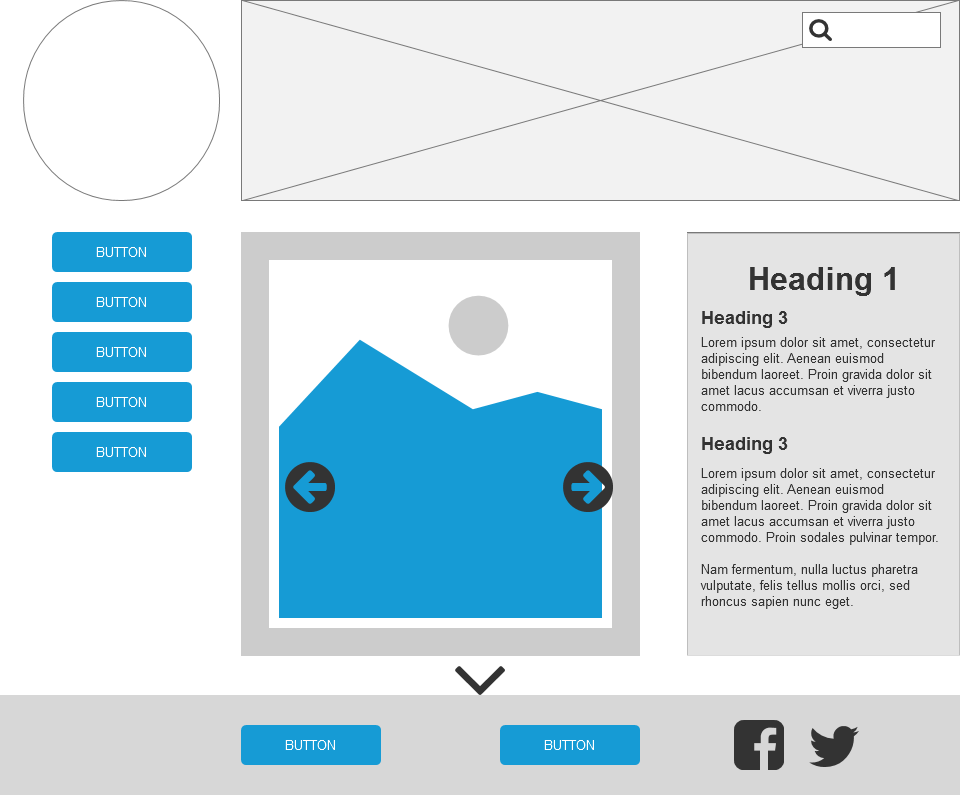 BUTTON
BUTTON
BUTTON
BUTTON
BUTTON
Heading 1
Heading 3
Lorem ipsum dolor sit amet, consectetur
adipiscing elit. Aenean euismod
bibendum laoreet. Proin gravida dolor sit
amet lacus accumsan et viverra justo
commodo.
Heading 3
Lorem ipsum dolor sit amet, consectetur
adipiscing elit. Aenean euismod
bibendum laoreet. Proin gravida dolor sit
amet lacus accumsan et viverra justo
commodo. Proin sodales pulvinar tempor.
Nam fermentum, nulla luctus pharetra
vulputate, felis tellus mollis orci, sed
rhoncus sapien nunc eget.
BUTTON
BUTTON